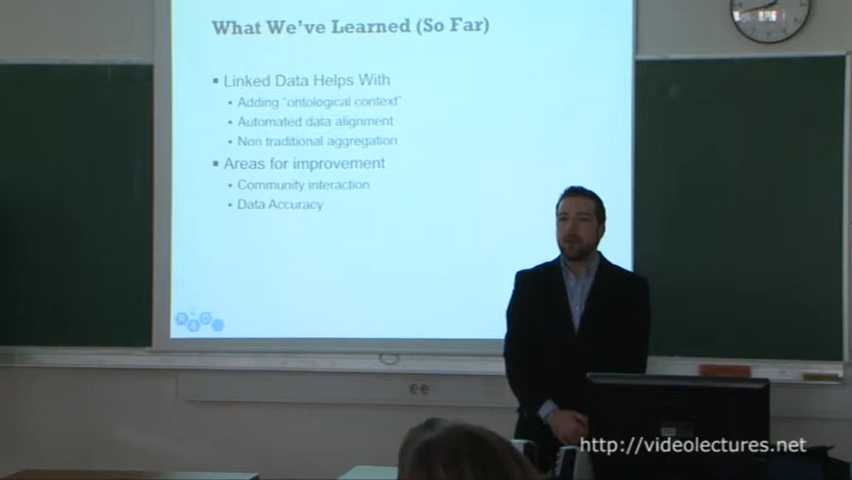 What We've Learned (So Far)
Linked Data Helps With
Adding "ontological context"
Automated data alignment
Non traditional aggregation
Areas for improvement
Community interaction
Data Accuracy
http://videolectures.net